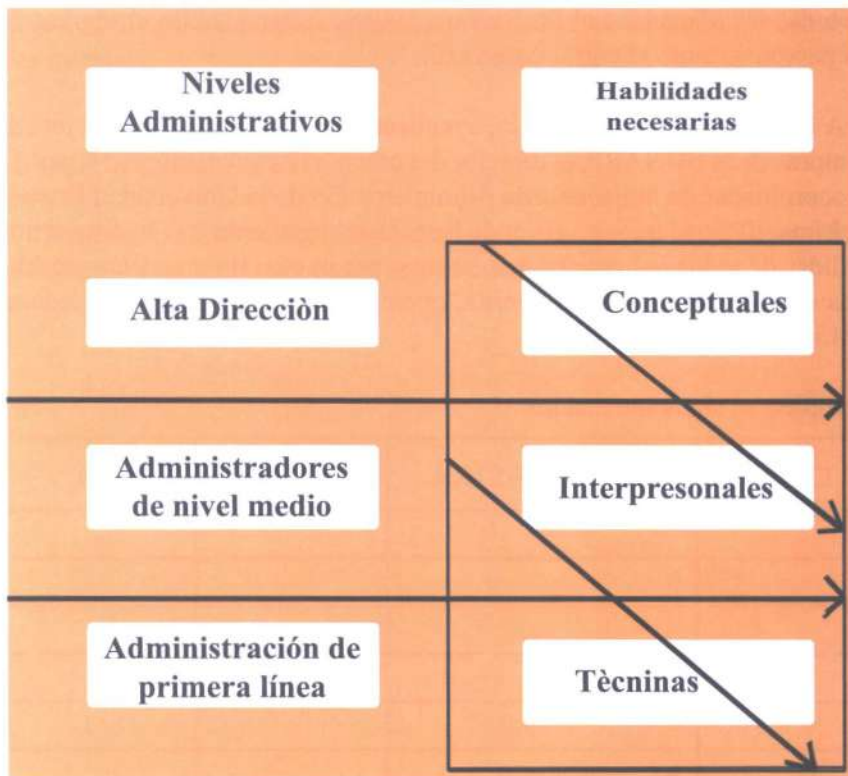 Niveles
Administrativos
Habilidades
necesarias
Alta Direcciòn
Conceptuales
Administradores
de nivel medio
Interpresonales
Administración de
primera línea
Tècninas